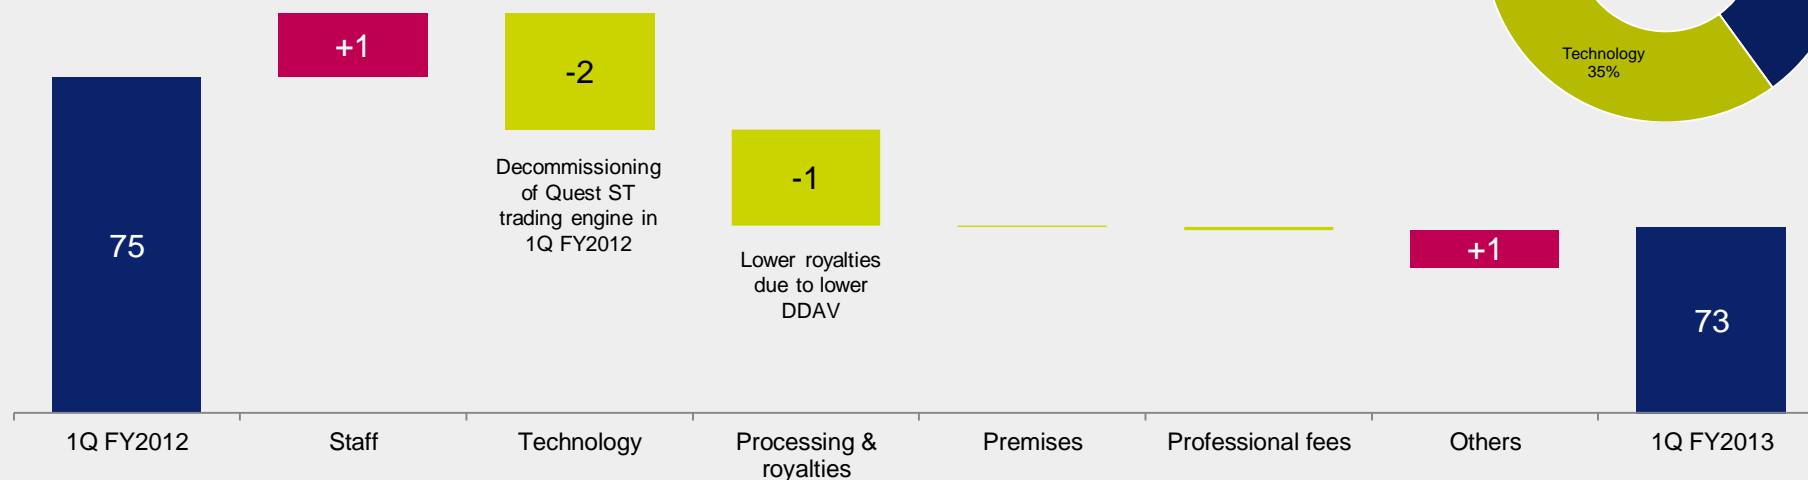 +1
-2
Technology
35%
-1
Decommissioning
of Quest ST
trading engine in
1Q FY2012
75
Lower royalties
due to lower
DDAV
+1
73
1Q FY2012
Staff
Technology
Processing &
royalties
Premises
Professional fees
Others
1Q FY2013